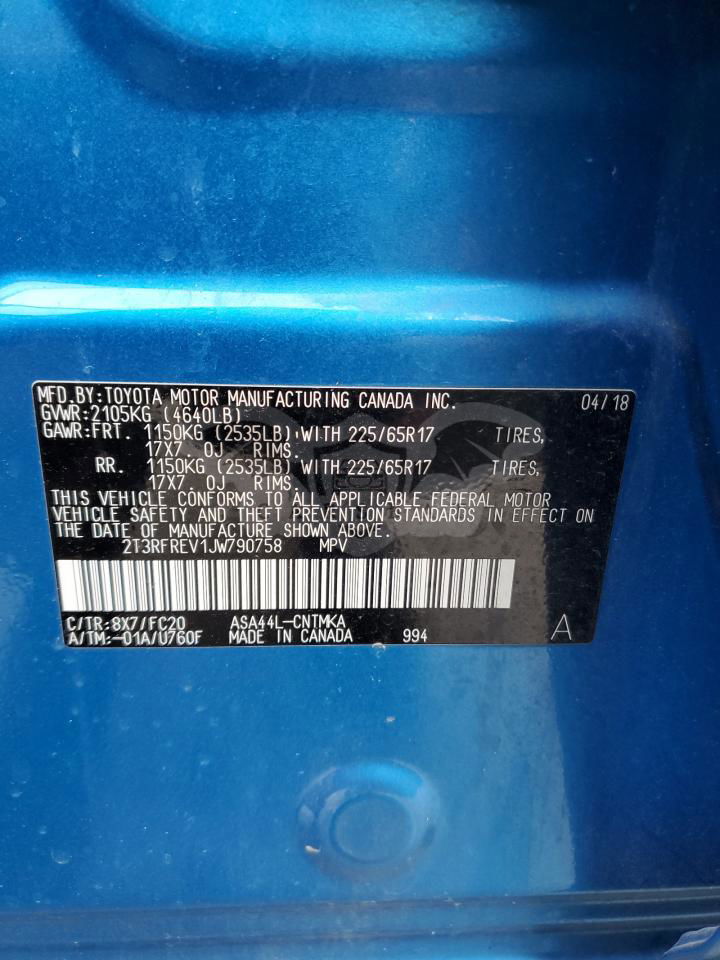 MFD.BY:TOYOTA MOTOR MANUFACTURING CANADA INC. 04/18
GVWR:2105KG (4640LB)
GAWR:FRT. 1150KG (2535LB) WITH 225/65R17 TIRES,
17X7. OJ RIMS.
RR. 1150KG (2535LB) WITH 225/65R17 TIRES,
17X7. OJ RIMS.
THIS VEHICLE CONFORMS TO ALL APPLICABLE FEDERAL MOTOR
VEHICLE SAFETY AND THEFT PREVENTION STANDARDS IN EFFECT ON
THE DATE OF MANUFACTURE SHOWN ABOVE.
2T3RFREV1JW790758 MPV
C/TR:8X7/FC20 ASA44L-CNTMKA
A/TM:-01A/U760F MADE IN CANADA 994 A